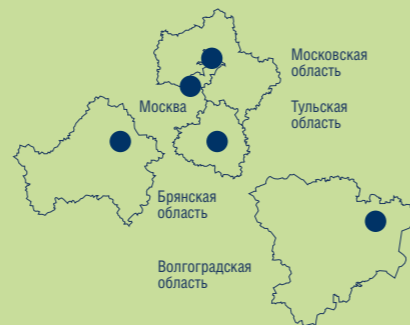 Московская
область
Москва
Тульская
область
Брянская
область
Волгоградская
область